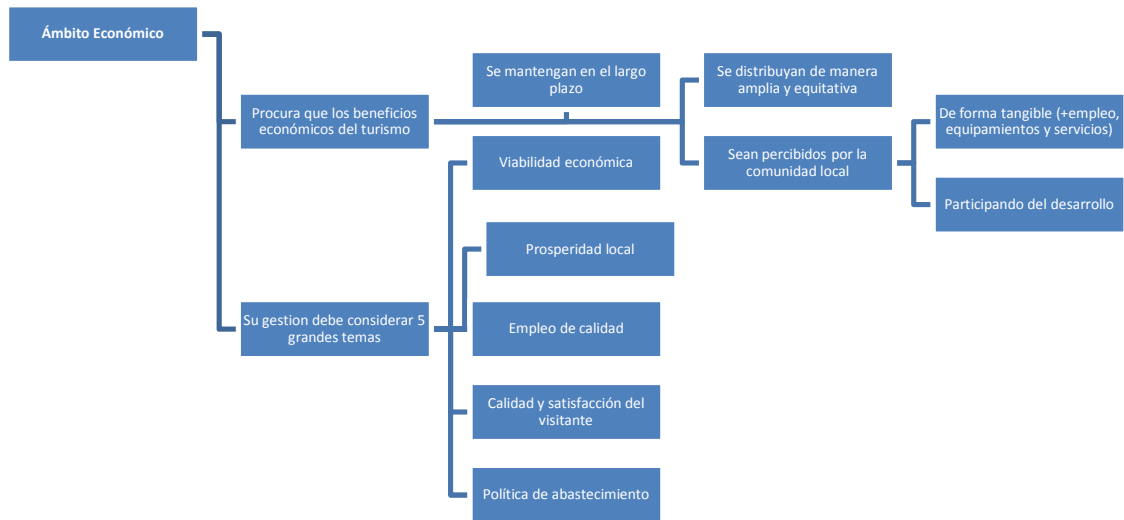 Ámbito Económico
Procura que los beneficios
económicos del turismo
Se mantengan en el largo
plazo
Se distribuyan de manera
amplia y equitativa
Sean percibidos por la
comunidad local
De forma tangible (+empleo,
equipamientos y servicios)
Participando del desarrollo
Su gestion debe considerar 5
grandes temas
Viabilidad económica
Prosperidad local
Empleo de calidad
Calidad y satisfacción del
visitante
Política de abastecimiento